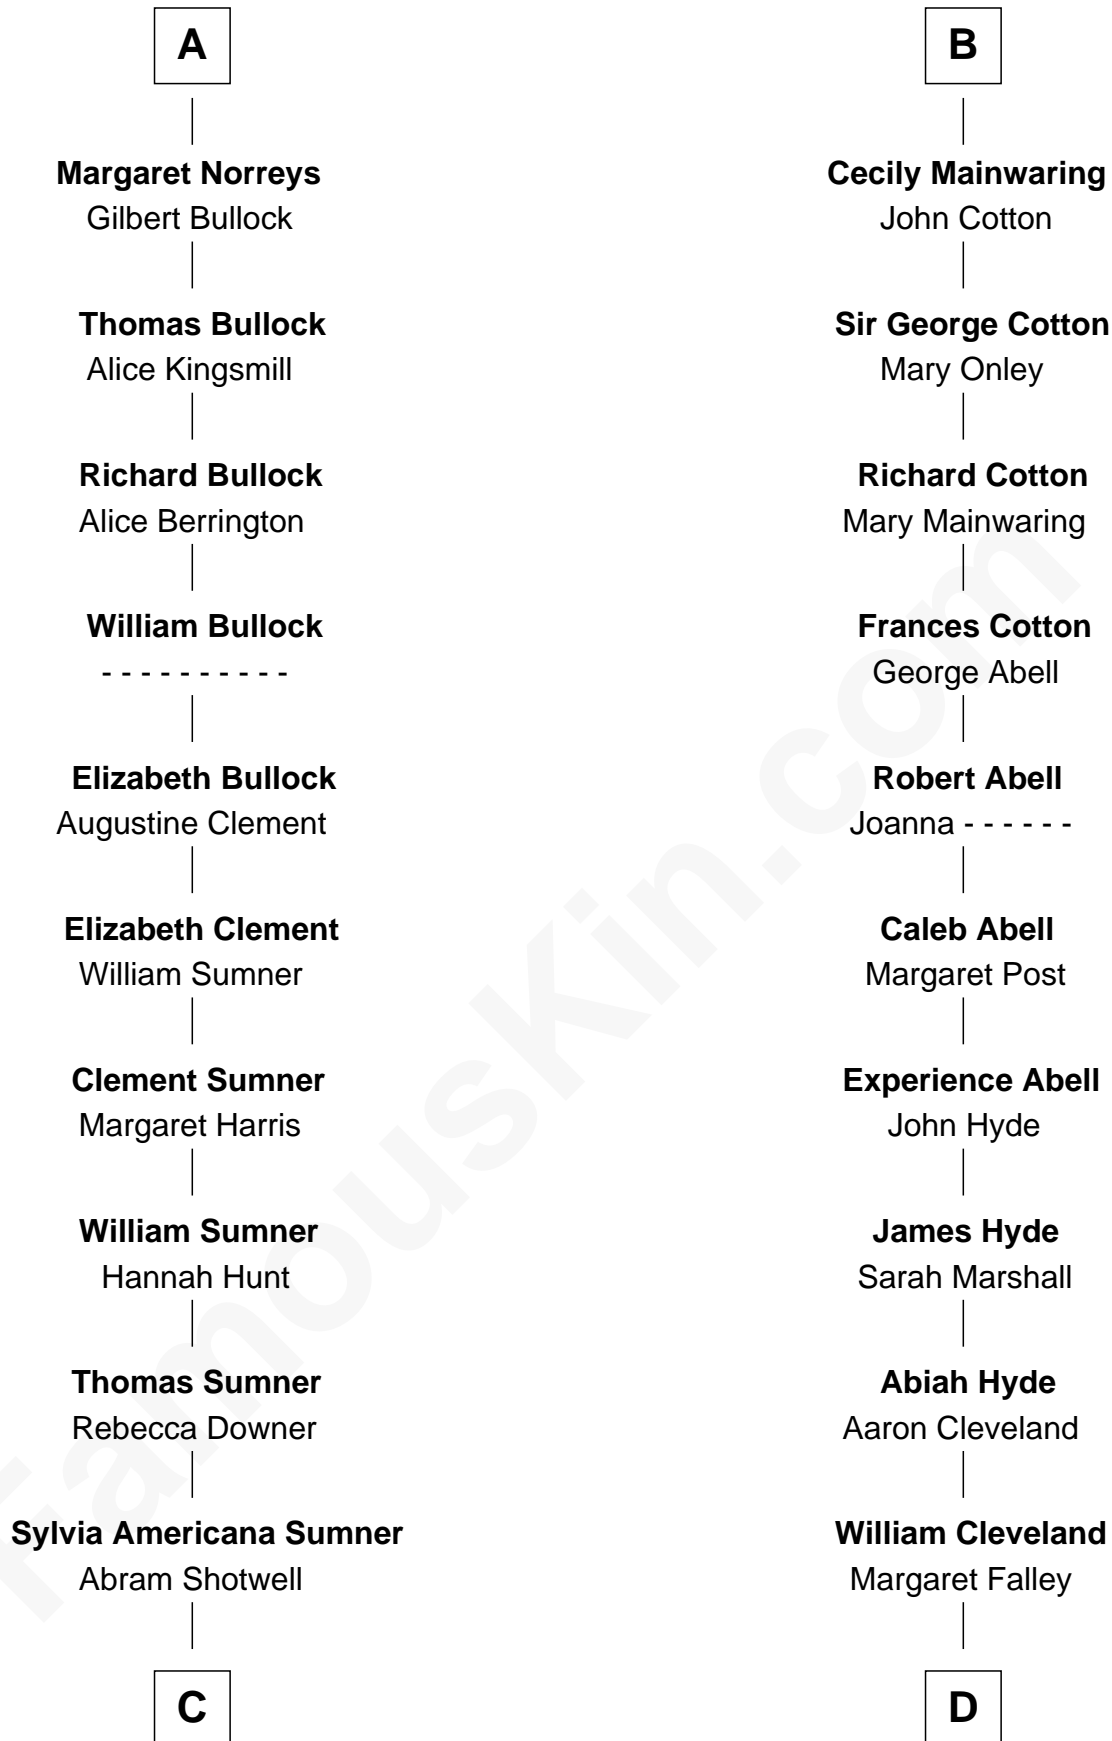 A
Margaret Norreys
Gilbert Bullock
Thomas Bullock
Alice Kingsmill
Richard Bullock
Alice Berrington
William Bullock
- - - - - - - - - -
Elizabeth Bullock
Augustine Clement
Elizabeth Clement
William Sumner
Clement Sumner
Margaret Harris
William Sumner
Hannah Hunt
Thomas Sumner
Rebecca Downer
Sylvia Americana Sumner
Abram Shotwell
C
B
Cecily Mainwaring
John Cotton
Sir George Cotton
Mary Onley
Richard Cotton
Mary Mainwaring
Frances Cotton
George Abell
Robert Abell
Joanna - - - - - -
Caleb Abell
Margaret Post
Experience Abell
John Hyde
James Hyde
Sarah Marshall
Abiah Hyde
Aaron Cleveland
William Cleveland
Margaret Falley
D
FamousKin.com